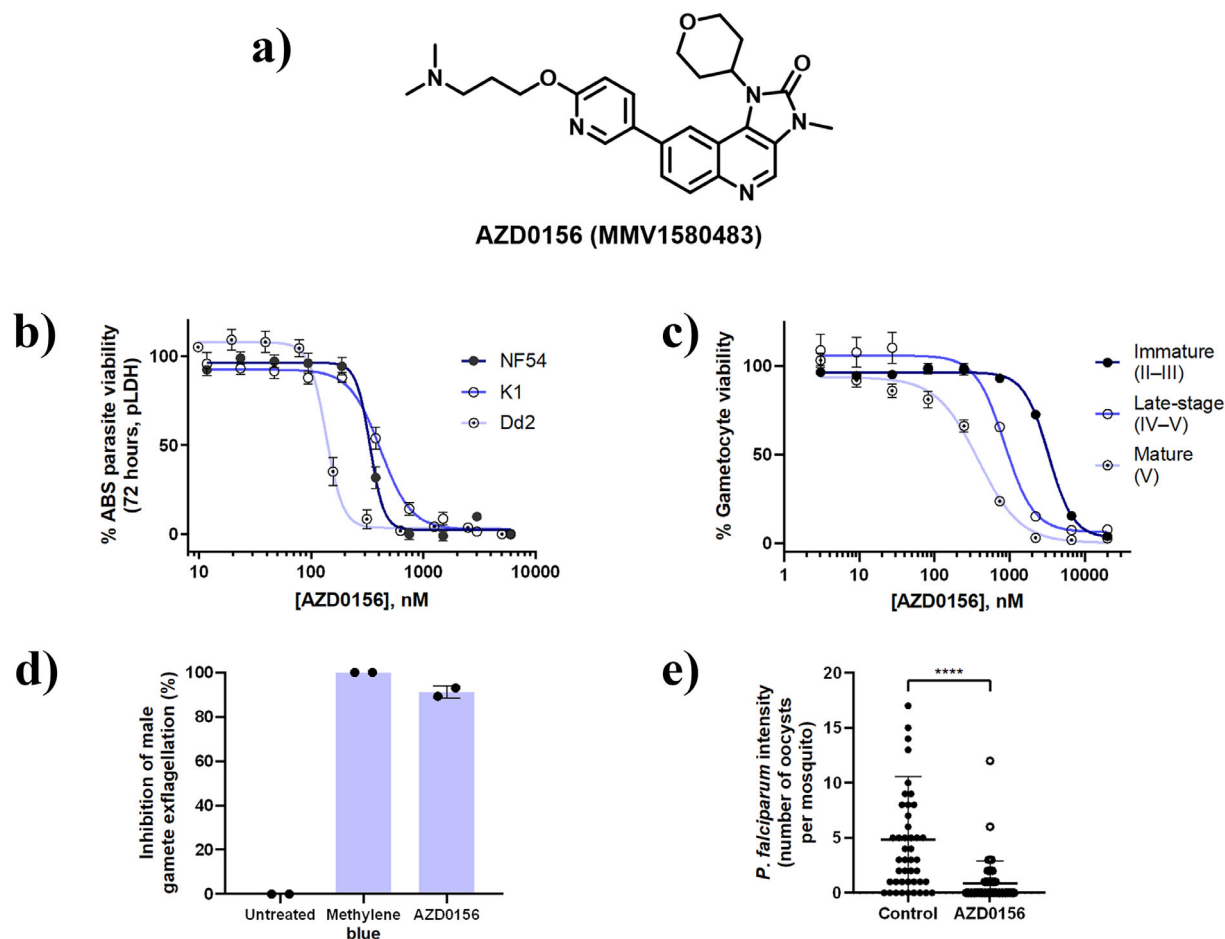 a)
O
O
N
O
N
N
N
N
AZD0156 (MMV1580483)
b)
% ABS parasite viability
(72 hours, pLDH)
100
50
0
10
100
1000
10000
[AZD0156], nM
NF54
K1
Dd2
c)
% Gametocyte viability
100
50
0
1
10
100
1000
10000
[AZD0156], nM
Immature
(II–III)
Late-stage
(IV–V)
Mature
(V)
d)
Inhibition of male
gamete exflagellation (%)
100
80
60
40
20
0
Untreated
Methylene
blue
AZD0156
e)
P. falciparum intensity
(number of oocysts
per mosquito)
20
15
10
5
0
****
Control
AZD0156